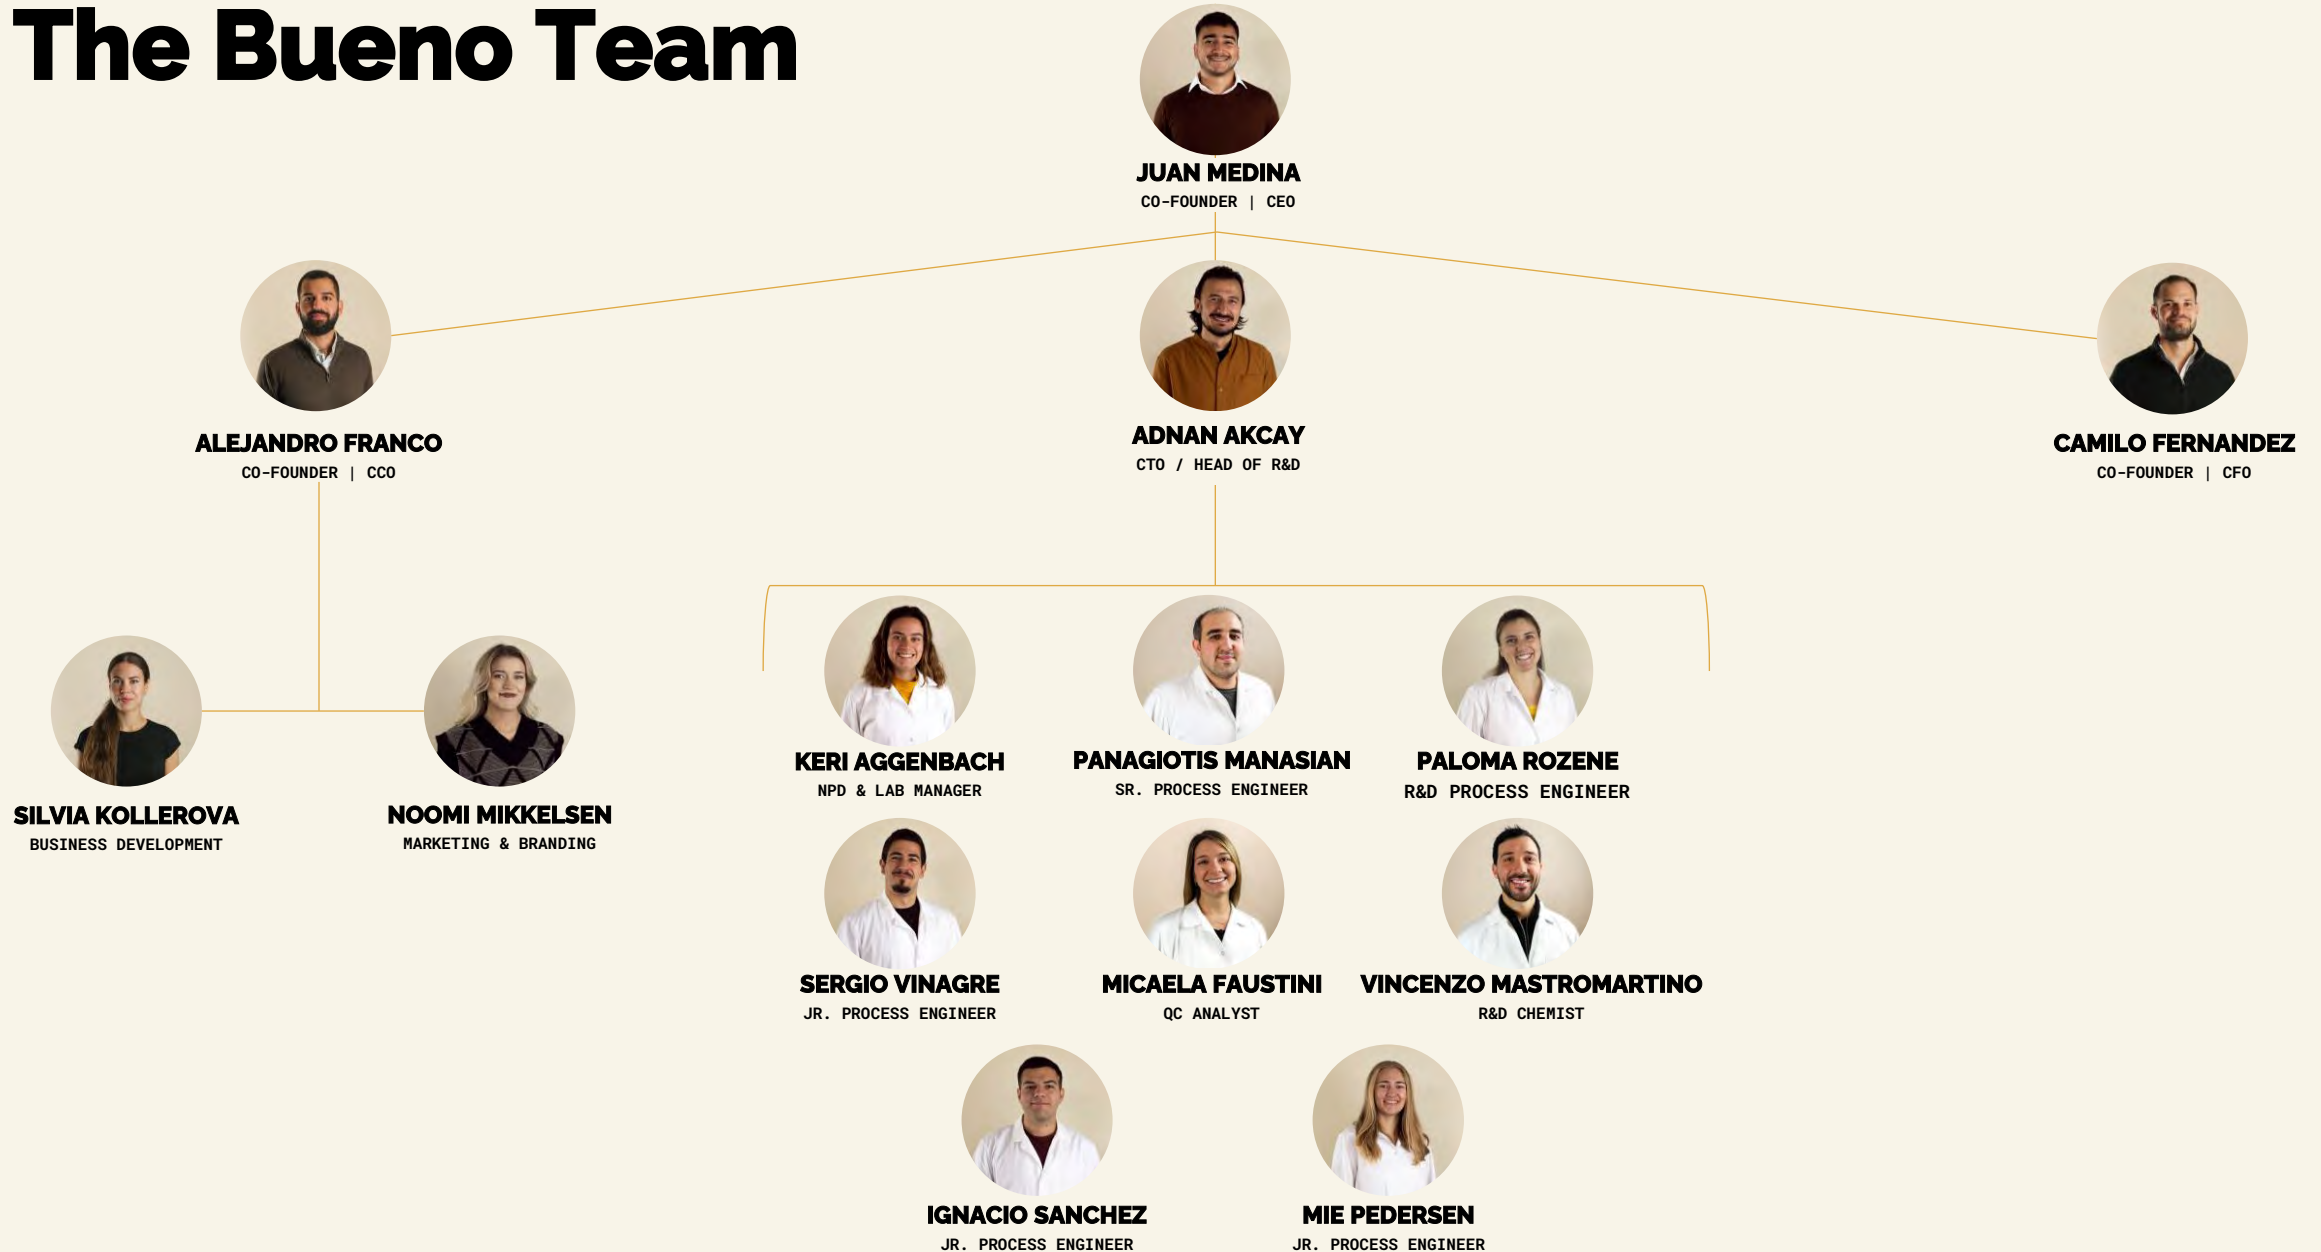 The Bueno Team
JUAN MEDINA
CO-FOUNDER | CEO
ALEJANDRO FRANCO
CO-FOUNDER | CCO
ADNAN AKCAY
CTO / HEAD OF R&D
CAMILO FERNANDEZ
CO-FOUNDER | CFO
SILVIA KOLLEROVA
BUSINESS DEVELOPMENT
NOOMI MIKKELSEN
MARKETING & BRANDING
KERI AGGENBACH
NPD & LAB MANAGER
PANAGIOTIS MANASIAN
SR. PROCESS ENGINEER
PALOMA ROZENE
R&D PROCESS ENGINEER
SERGIO VINAGRE
JR. PROCESS ENGINEER
MICAELA FAUSTINI
QC ANALYST
VINCENZO MASTROMARTINO
R&D CHEMIST
IGNACIO SANCHEZ
JR. PROCESS ENGINEER
MIE PEDERSEN
JR. PROCESS ENGINEER